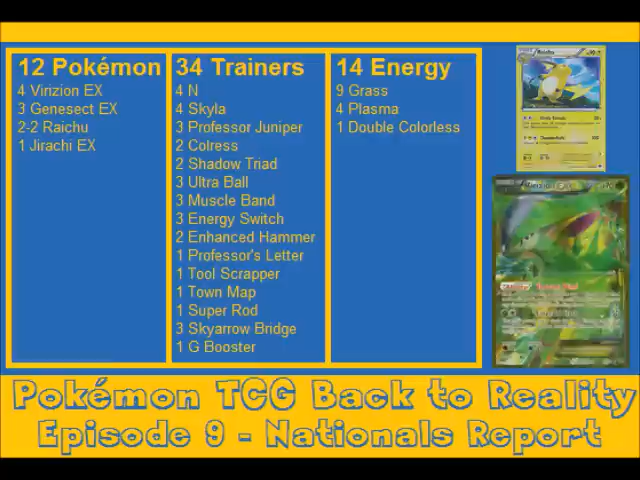 12 Pokémon
4 Virizion EX
3 Genesect EX
2-2 Raichu
1 Jirachi EX
34 Trainers
4 N
4 Skyla
3 Professor Juniper
2 Colress
2 Shadow Triad
3 Ultra Ball
3 Muscle Band
3 Energy Switch
2 Enhanced Hammer
1 Professor's Letter
1 Tool Scrapper
1 Town Map
1 Super Rod
3 Skyarrow Bridge
1 G Booster
14 Energy
9 Grass
4 Plasma
1 Double Colorless
Raichu
Virizion
Pokémon TCG Back to Reality
Episode 9 - Nationals Report